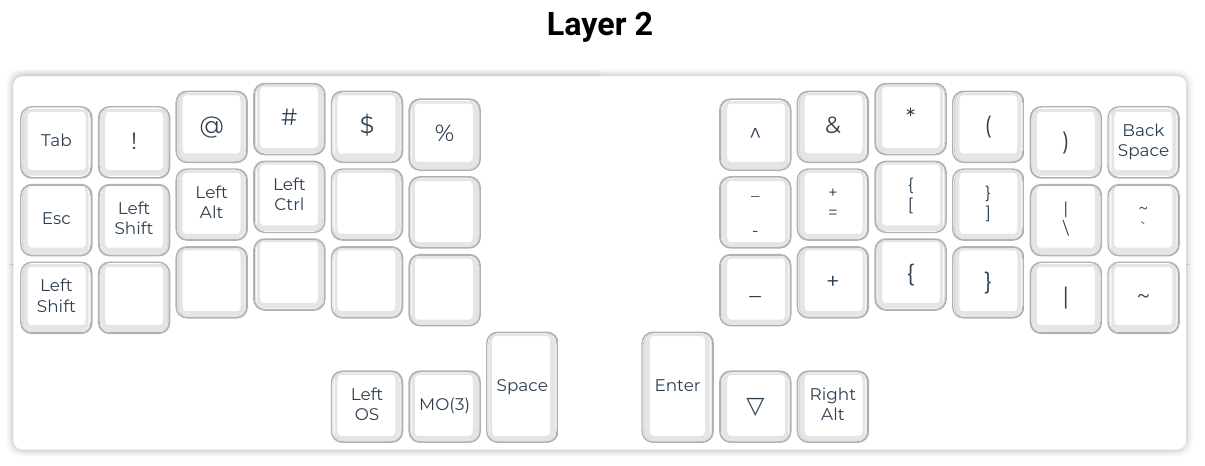 Layer 2
Tab ! @ # $ % ^ & * ( ) Back Space
Esc Left Shift Left Alt Left Ctrl _ - + = { [ } ] | \ ~ `
Left Shift _ + { } | ~
Left OS MO(3) Space Enter ▽ Right Alt